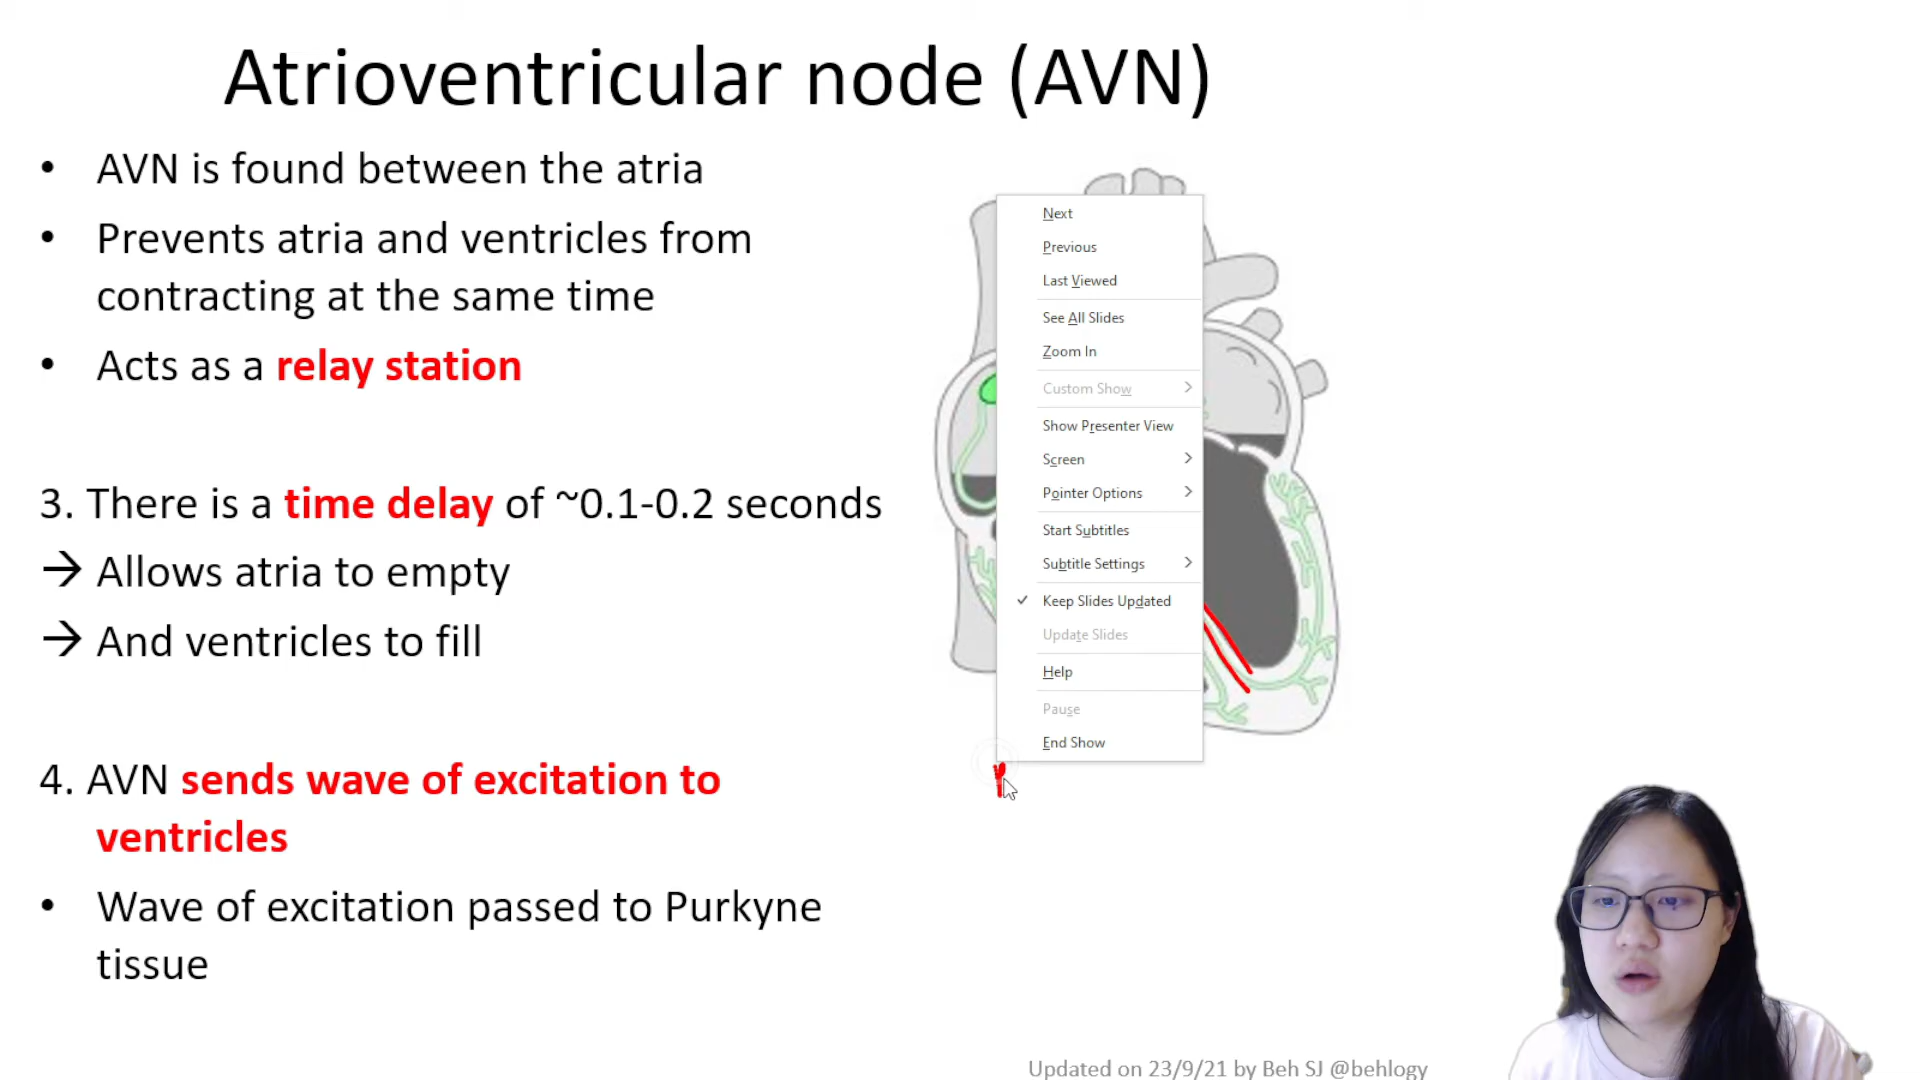 Atrioventricular node (AVN)
• AVN is found between the atria
• Prevents atria and ventricles from
contracting at the same time
• Acts as a relay station
3. There is a time delay of ~0.1-0.2 seconds
→ Allows atria to empty
→ And ventricles to fill
4. AVN sends wave of excitation to
ventricles
• Wave of excitation passed to Purkyne
tissue
Next
Previous
Last Viewed
See All Slides
Zoom In
Custom Show
Show Presenter View
Screen
Pointer Options
Start Subtitles
Subtitle Settings
Keep Slides Updated
Update Slides
Help
Pause
End Show
Updated on 23/9/21 by Beh SJ @behlogy